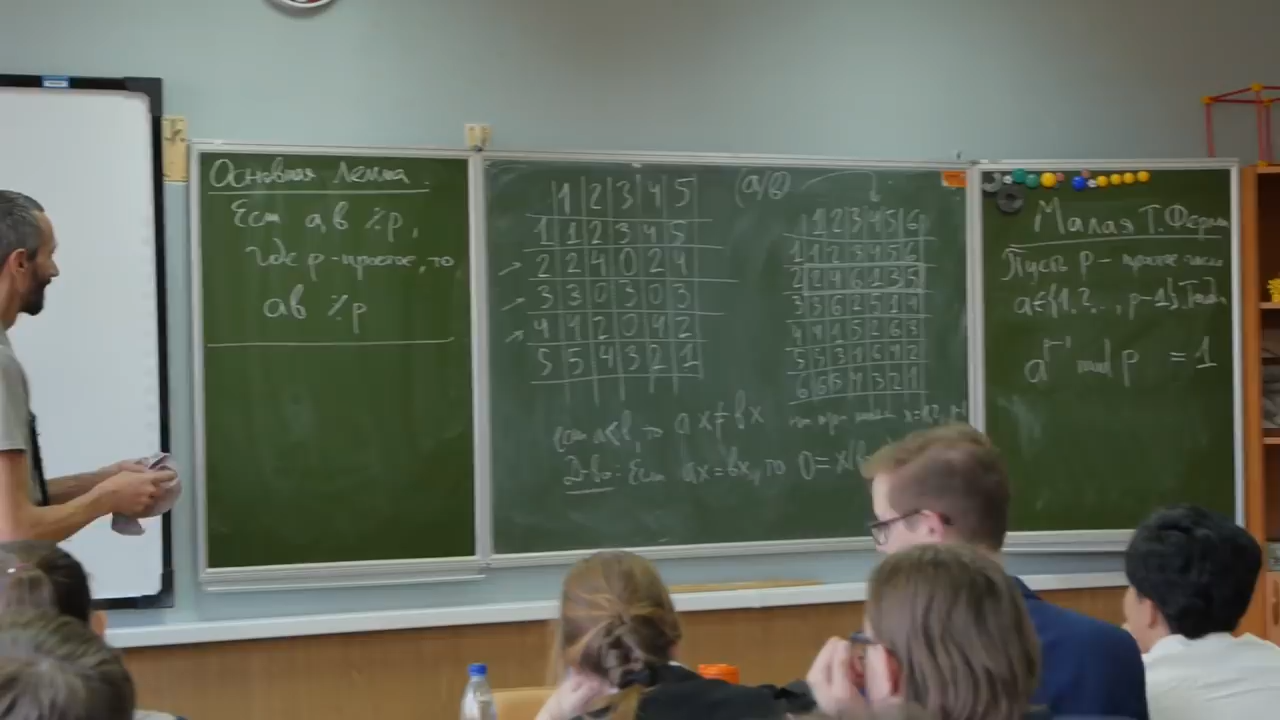 Основная Лемма.
Если ab ⁒ p,
где p - простое, то
ab ⁒ p
1 2 3 4 5
1 1 2 3 4 5
2 2 4 0 2 4
3 3 0 3 0 3
4 4 2 0 4 2
5 5 4 3 2 1
1 2 3 4 5 6
1 1 2 3 4 5 6
2 2 4 6 1 3 5
3 3 6 2 5 1 4
4 4 1 5 2 6 3
5 5 3 1 6 4 2
6 6 5 4 3 2 1
если a<b, то ax≠bx
Д-во: Если ax=bx, то 0=x(b
Малая Т. Ферма
Пусть p - простое число
a∈{1,2,..., p-1}. Тогда
a^{p-1} mod p = 1